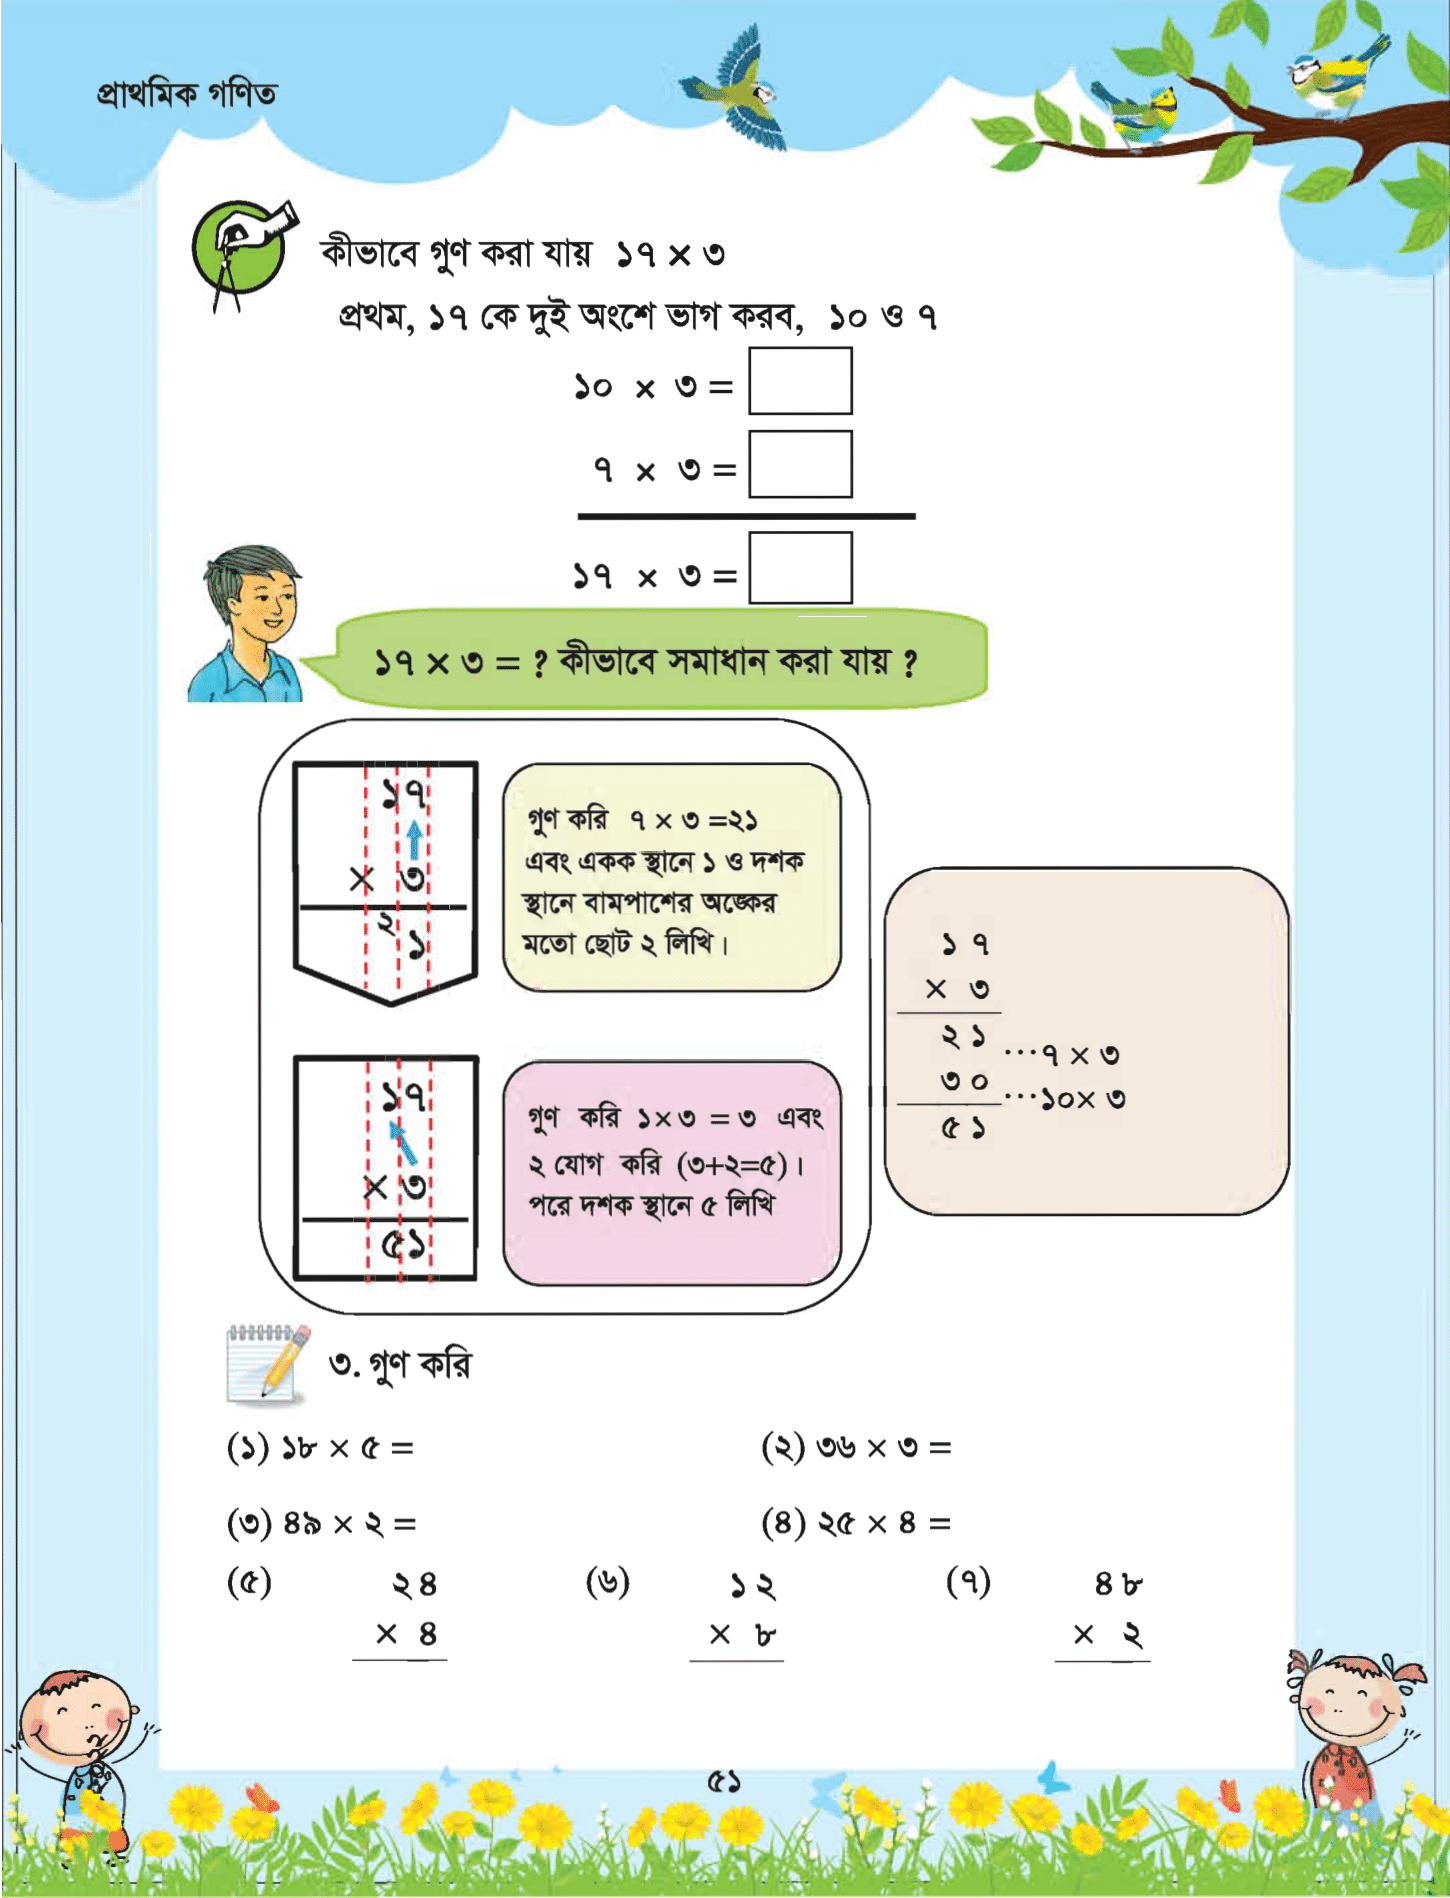 প্রাথমিক গণিত
কীভাবে গুণ করা যায় ১৭ × ৩
প্রথম, ১৭ কে দুই অংশে ভাগ করব, ১০ ও ৭
১০ × ৩ =
৭ × ৩ =
১৭ × ৩ =
১৭ × ৩ = ? কীভাবে সমাধান করা যায় ?
১৭
× ৩
২১
গুণ করি ৭ × ৩ =২১
এবং একক স্থানে ১ ও দশক
স্থানে বামপাশের অঙ্কের
মতো ছোট ২ লিখি।
১৭
× ৩
৫১
গুণ করি ১×৩ = ৩ এবং
২ যোগ করি (৩+২=৫)।
পরে দশক স্থানে ৫ লিখি
১ ৭
× ৩
২ ১ ···৭ × ৩
৩ ০ ···১০× ৩
৫ ১
৩. গুণ করি
(১) ১৮ × ৫ =
(২) ৩৬ × ৩ =
(৩) ৪৯ × ২ =
(৪) ২৫ × ৪ =
(৫) ২৪
× ৪
(৬) ১২
× ৮
(৭) ৪৮
× ২
৫১